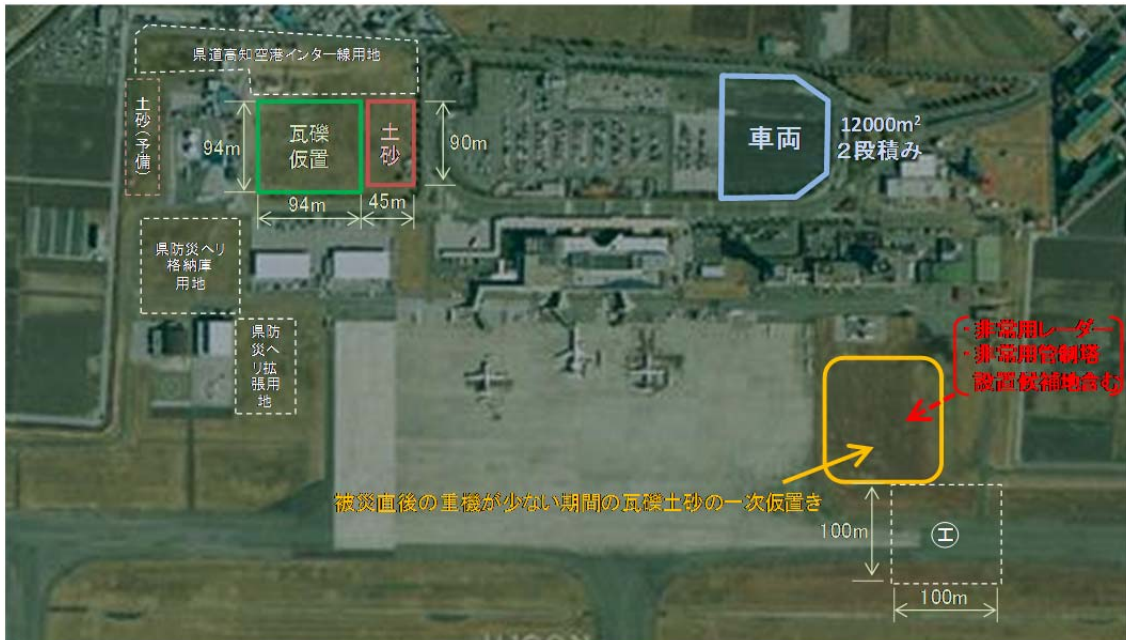 県道高知空港インター線用地
土砂(予備)
94m
瓦礫
仮置
土
砂
90m
94m
45m
車両
12000m²
2段積み
県防災ヘリ
格納庫
用地
県防
災ヘ
リ拡
張用
地
・非常用レーダー
・非常用管制塔
設置候補地含む
被災直後の重機が少ない期間の瓦礫土砂の一次仮置き
100m
㋓
100m